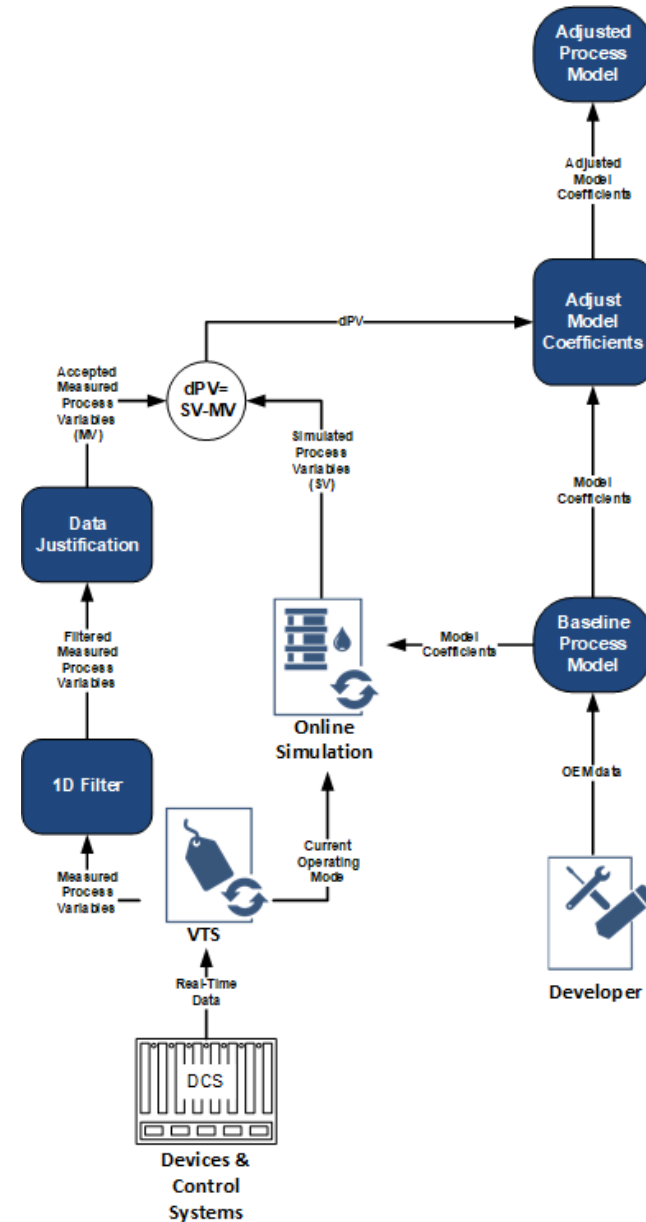 Adjusted
Process
Model
Adjusted
Model
Coefficients
Adjust
Model
Coefficients
dPV
dPV=
SV-MV
Accepted
Measured
Process
Variables
(MV)
Simulated
Process
Variables
(SV)
Model
Coefficients
Data
Justification
Filtered
Measured
Process
Variables
Model
Coefficients
Baseline
Process
Model
Online
Simulation
OEM data
1D Filter
Measured
Process
Variables
Current
Operating
Mode
VTS
Real-Time
Data
Developer
DCS
Devices &
Control
Systems